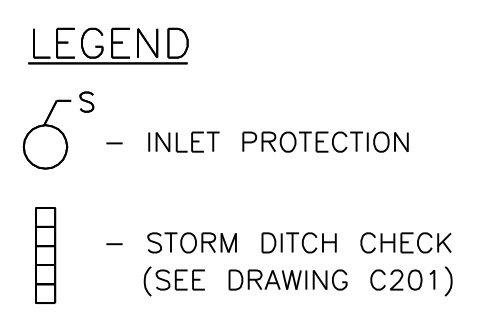 LEGEND
S
– INLET PROTECTION
– STORM DITCH CHECK
(SEE DRAWING C201)